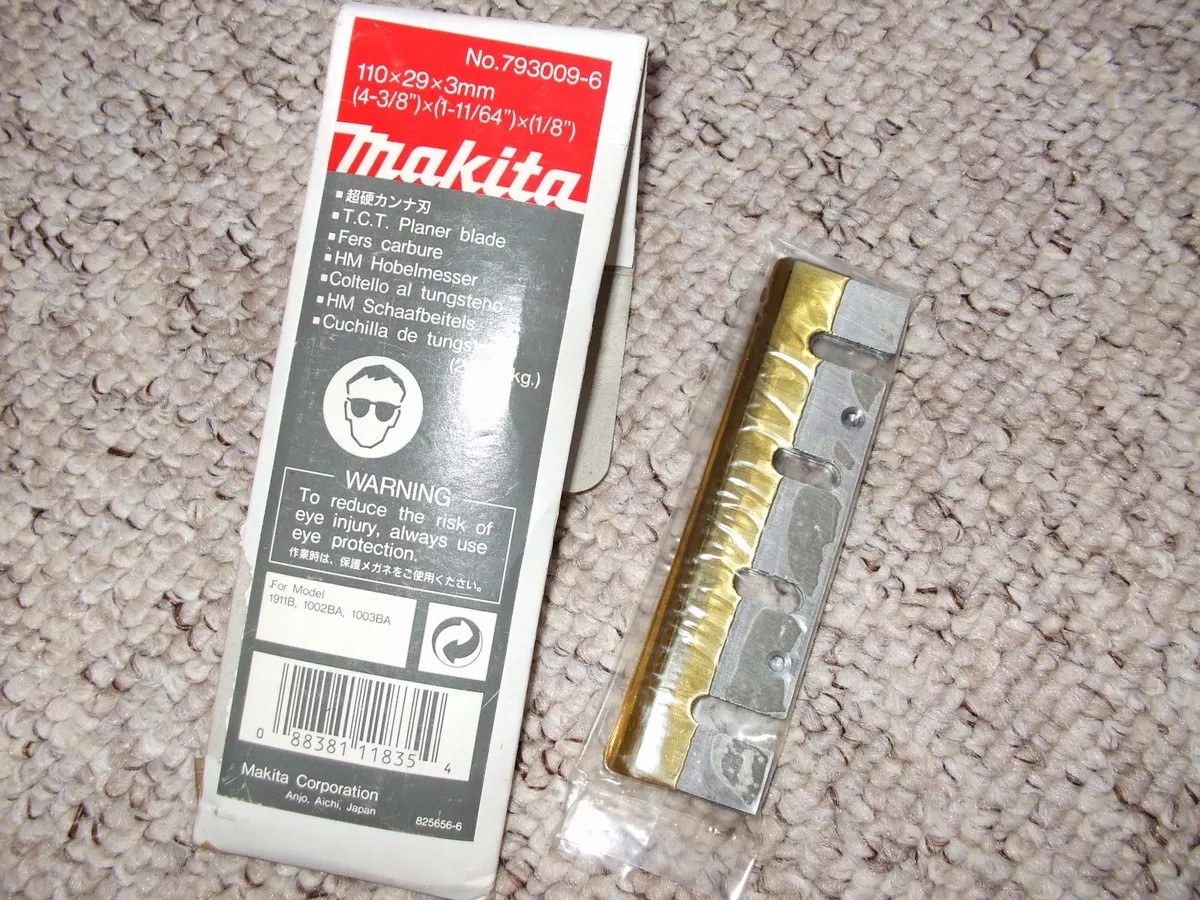 No.793009-6
110×29×3mm
(4-3/8")×(1-11/64")×(1/8")
makita
▪超硬カンナ刃
▪T.C.T. Planer blade
▪Fers carbure
▪HM Hobelmesser
▪Coltello al tungsteno
▪HM Schaafbeitels
▪Cuchilla de
WARNING
To reduce the risk of
eye injury, always use
eye protection.
作業時は、保護メガネをご使用ください。
For Model
1911B, 1002BA, 1003BA
0 88381 11835 4
Makita Corporation
Anjo, Aichi, Japan
825656-6